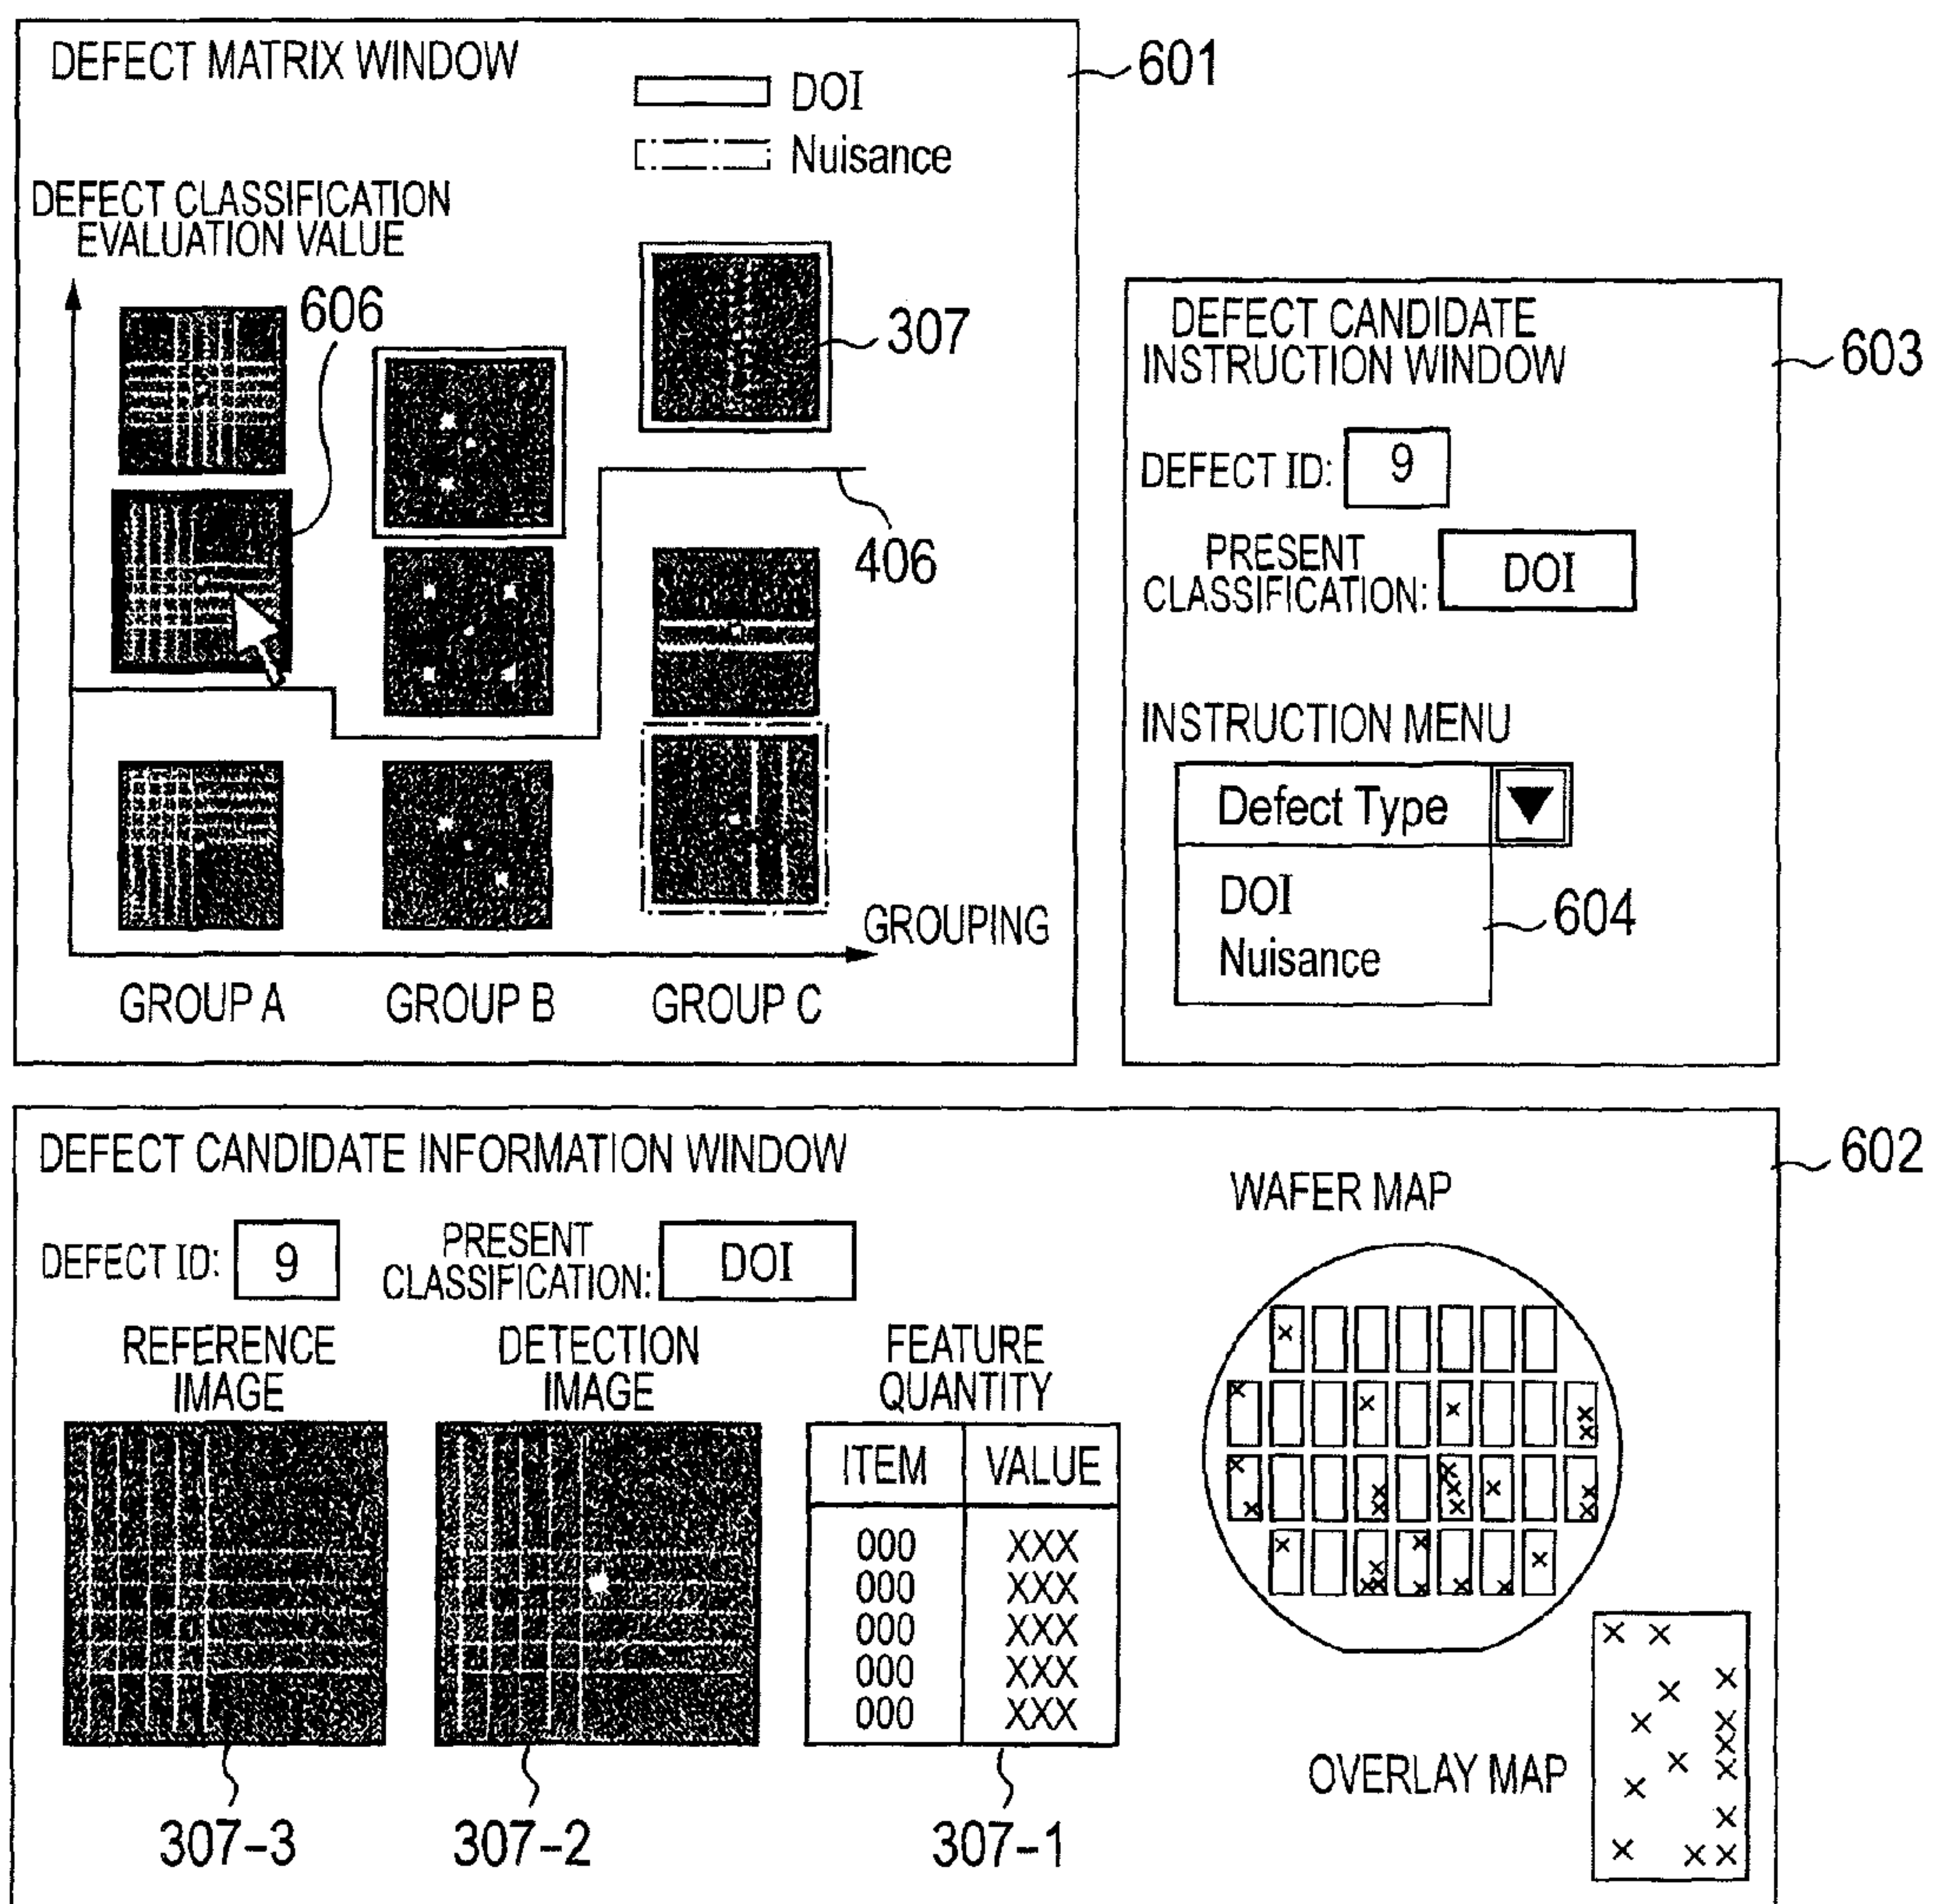 DEFECT MATRIX WINDOW
DOI
Nuisance
601
DEFECT CLASSIFICATION
EVALUATION VALUE
606
307
406
GROUPING
GROUP A
GROUP B
GROUP C
DEFECT CANDIDATE
INSTRUCTION WINDOW
603
DEFECT ID:
9
PRESENT
CLASSIFICATION:
DOI
INSTRUCTION MENU
Defect Type
DOI
Nuisance
604
DEFECT CANDIDATE INFORMATION WINDOW
602
DEFECT ID:
9
PRESENT
CLASSIFICATION:
DOI
REFERENCE
IMAGE
307-3
DETECTION
IMAGE
307-2
FEATURE
QUANTITY
ITEM VALUE
000 XXX
000 XXX
000 XXX
000 XXX
000 XXX
307-1
WAFER MAP
OVERLAY MAP